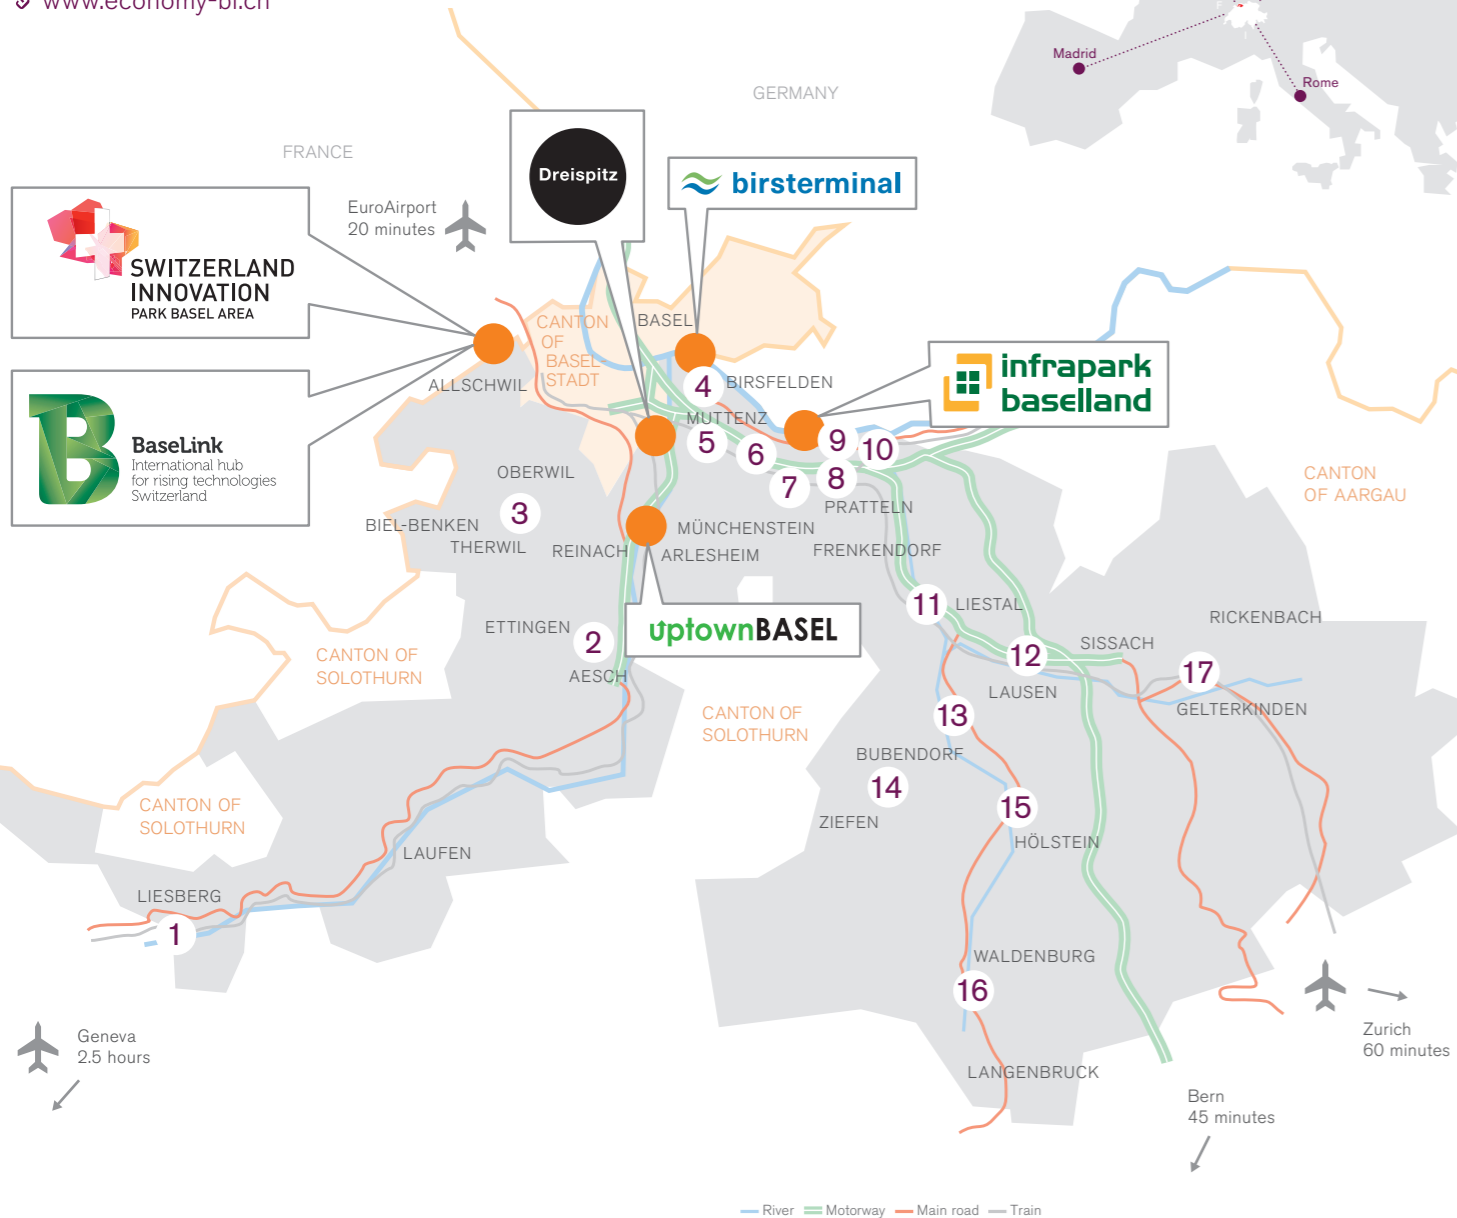 www.economy-bl.ch
Madrid
Rome
GERMANY
FRANCE
Dreispitz
birsterminal
EuroAirport
20 minutes
SWITZERLAND
INNOVATION
PARK BASEL AREA
CANTON
OF
BASEL-
STADT
BASEL
ALLSCHWIL
4
BIRSFELDEN
infrapark
baselland
BaseLink
International hub
for rising technologies
Switzerland
MUTTENZ
5
6
7
8
9
10
PRATTELN
CANTON
OF AARGAU
OBERWIL
3
BIEL-BENKEN
THERWIL
REINACH
MÜNCHENSTEIN
ARLESHEIM
FRENKENDORF
11
LIESTAL
RICKENBACH
uptownBASEL
ETTINGEN
2
AESCH
CANTON OF
SOLOTHURN
12
SISSACH
17
LAUSEN
GELTERKINDEN
CANTON OF
SOLOTHURN
13
BUBENDORF
14
ZIEFEN
15
HÖLSTEIN
CANTON OF
SOLOTHURN
LAUFEN
LIESBERG
1
WALDENBURG
16
LANGENBRUCK
Geneva
2.5 hours
Zurich
60 minutes
Bern
45 minutes
River
Motorway
Main road
Train